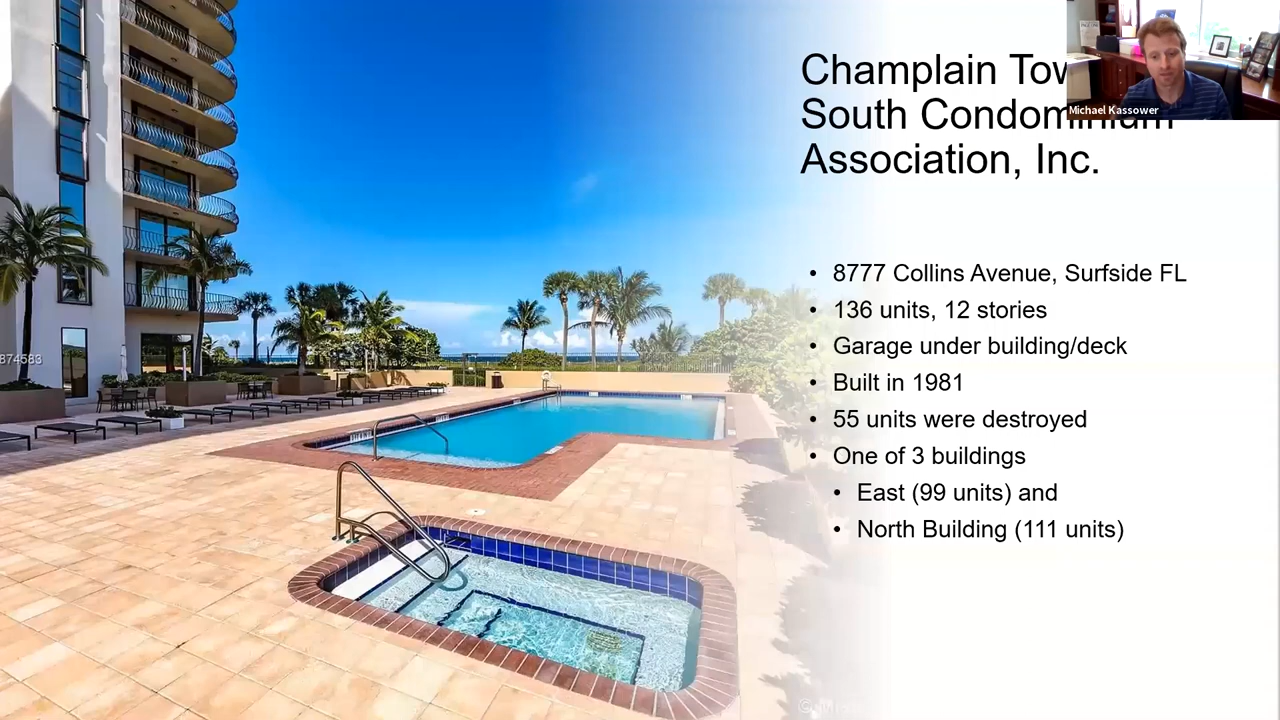 Champlain Tow
South Condominium
Association, Inc.
Michael Kassower
• 8777 Collins Avenue, Surfside FL
• 136 units, 12 stories
• Garage under building/deck
• Built in 1981
• 55 units were destroyed
• One of 3 buildings
• East (99 units) and
• North Building (111 units)
874583